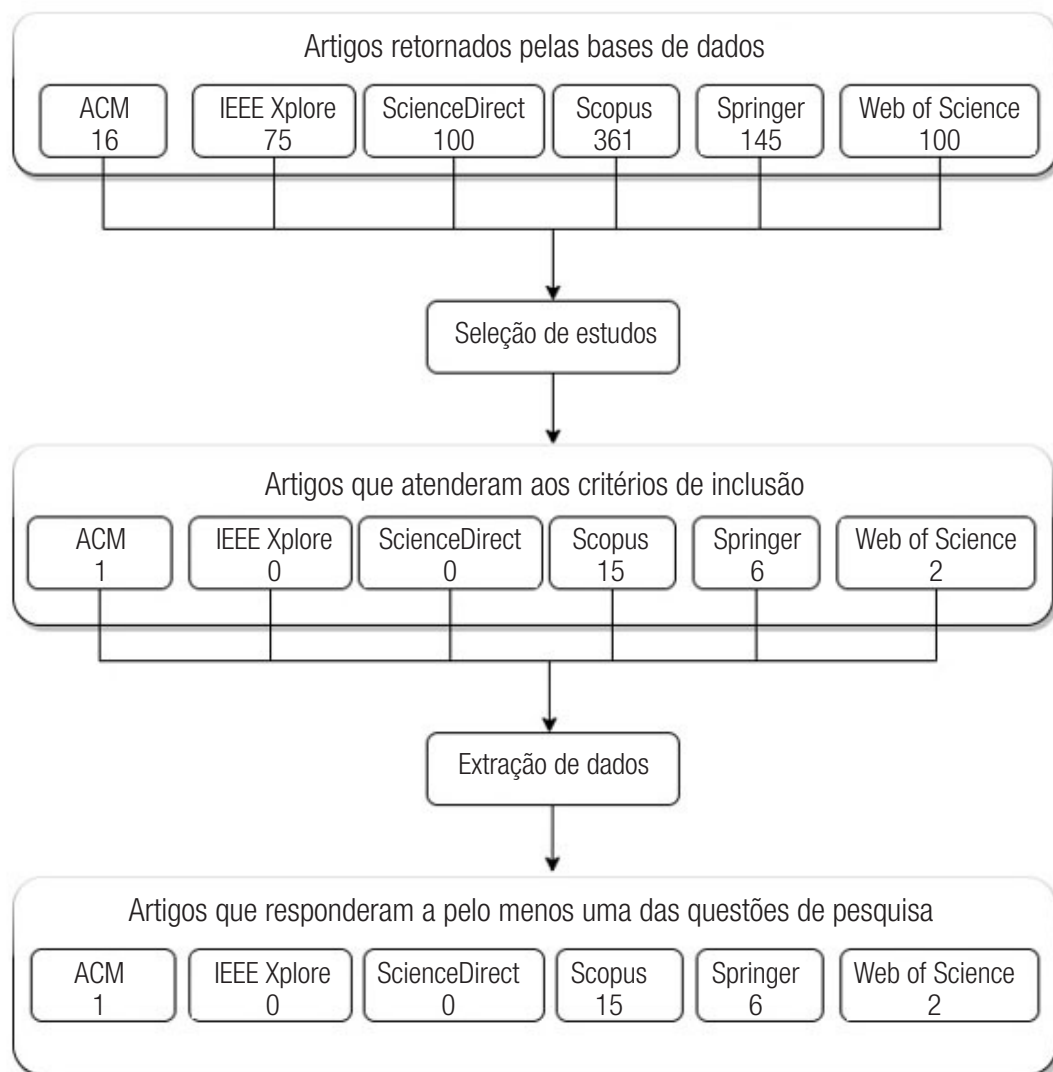 Artigos retornados pelas bases de dados
ACM IEEE Xplore ScienceDirect Scopus Springer Web of Science
16 75 100 361 145 100
Seleção de estudos
Artigos que atenderam aos critérios de inclusão
ACM IEEE Xplore ScienceDirect Scopus Springer Web of Science
1 0 0 15 6 2
Extração de dados
Artigos que responderam a pelo menos uma das questões de pesquisa
ACM IEEE Xplore ScienceDirect Scopus Springer Web of Science
1 0 0 15 6 2